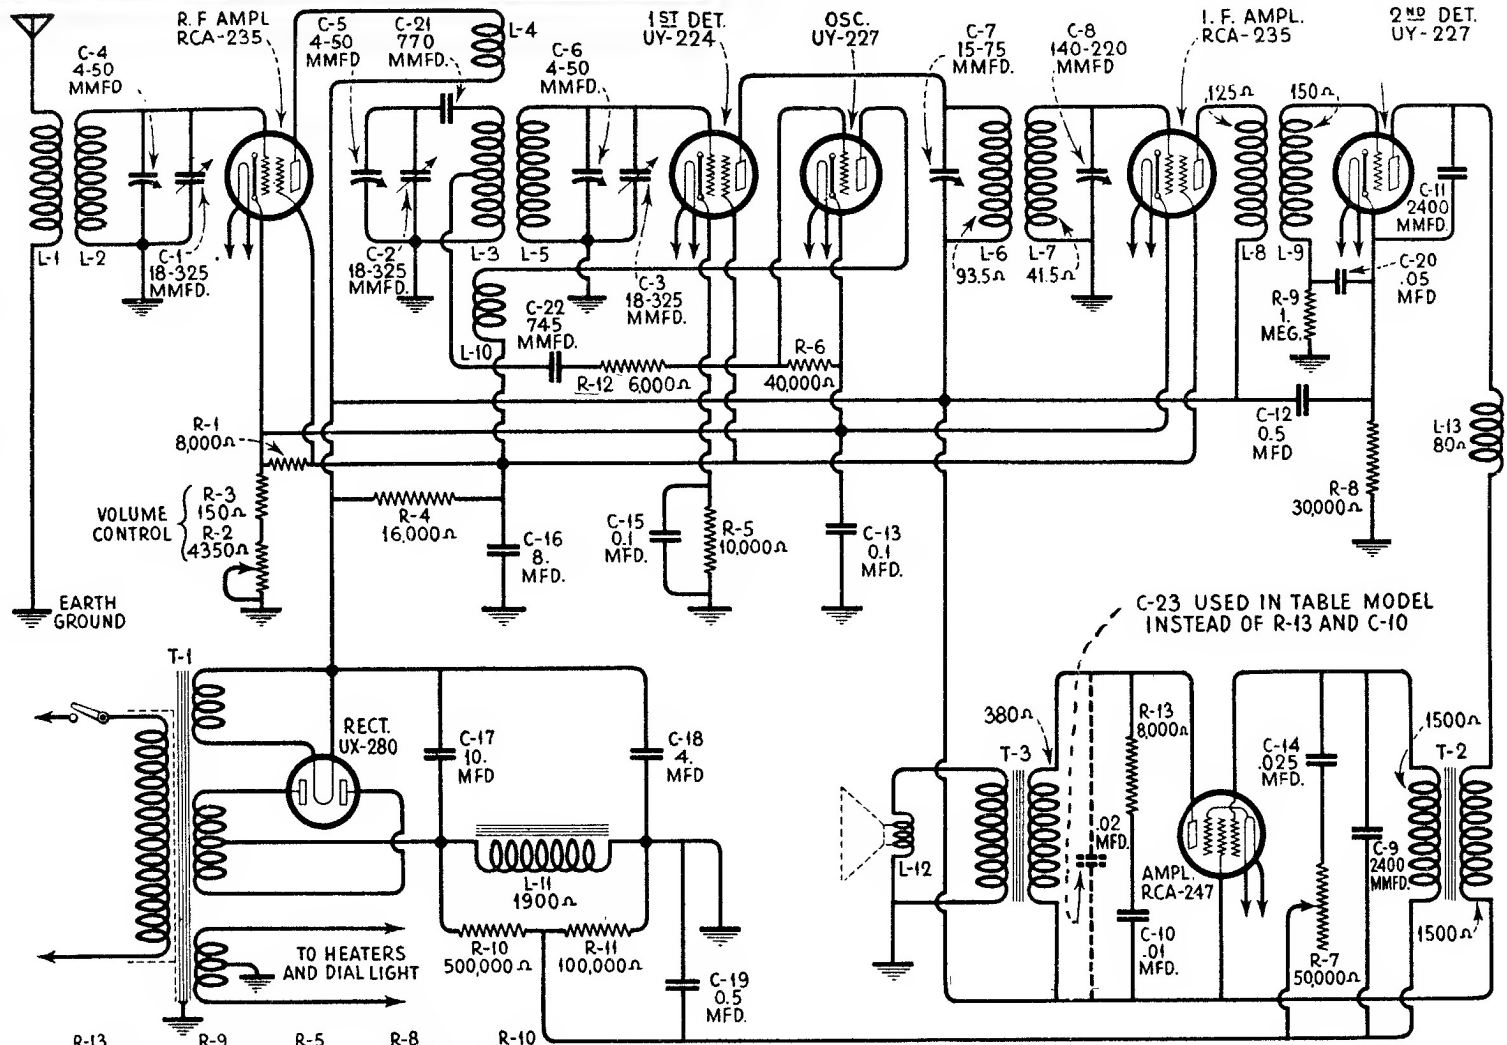 R.F AMPL
RCA-235
C-5
4-50
MMFD
C-21
770
MMFD.
L-4
1ST DET.
UY-224
OSC.
UY-227
C-7
15-75
MMFD.
C-8
140-220
MMFD
I.F. AMPL.
RCA-235
2ND DET.
UY-227
C-4
4-50
MMFD
C-6
4-50
MMFD
125Ω
150Ω
L-1
L-2
C-1
18-325
MMFD.
C-2
18-325
MMFD.
L-3
L-5
C-3
18-325
MMFD.
L-6
93.5Ω
L-7
41.5Ω
L-8
L-9
C-11
2400
MMFD.
C-20
.05
MFD
R-9
1.
MEG.
L-10
C-22
745
MMFD.
R-12
6,000Ω
R-6
40,000Ω
R-1
8,000Ω
C-12
0.5
MFD
L-13
80Ω
VOLUME
CONTROL
R-3
150Ω
R-2
4350Ω
R-4
16,000Ω
C-16
8.
MFD.
C-15
0.1
MFD.
R-5
10,000Ω
C-13
0.1
MFD.
R-8
30,000Ω
EARTH
GROUND
C-23 USED IN TABLE MODEL
INSTEAD OF R-13 AND C-10
T-1
RECT.
UX-280
C-17
10.
MFD
C-18
4.
MFD
L-11
1900Ω
R-10
500,000Ω
R-11
100,000Ω
TO HEATERS
AND DIAL LIGHT
C-19
0.5
MFD.
L-12
T-3
380Ω
.02
MFD.
R-13
8,000Ω
C-10
.01
MFD.
AMPL.
RCA-247
C-14
.025
MFD.
R-7
50,000Ω
C-9
2400
MMFD.
1500Ω
T-2
1500Ω
R-13 R-9 R-5 R-8 R-10